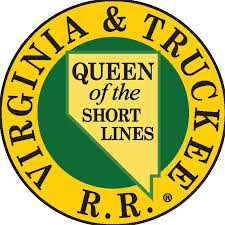 VIRGINIA & TRUCKEE
R.R.®
QUEEN
of the
SHORT
LINES